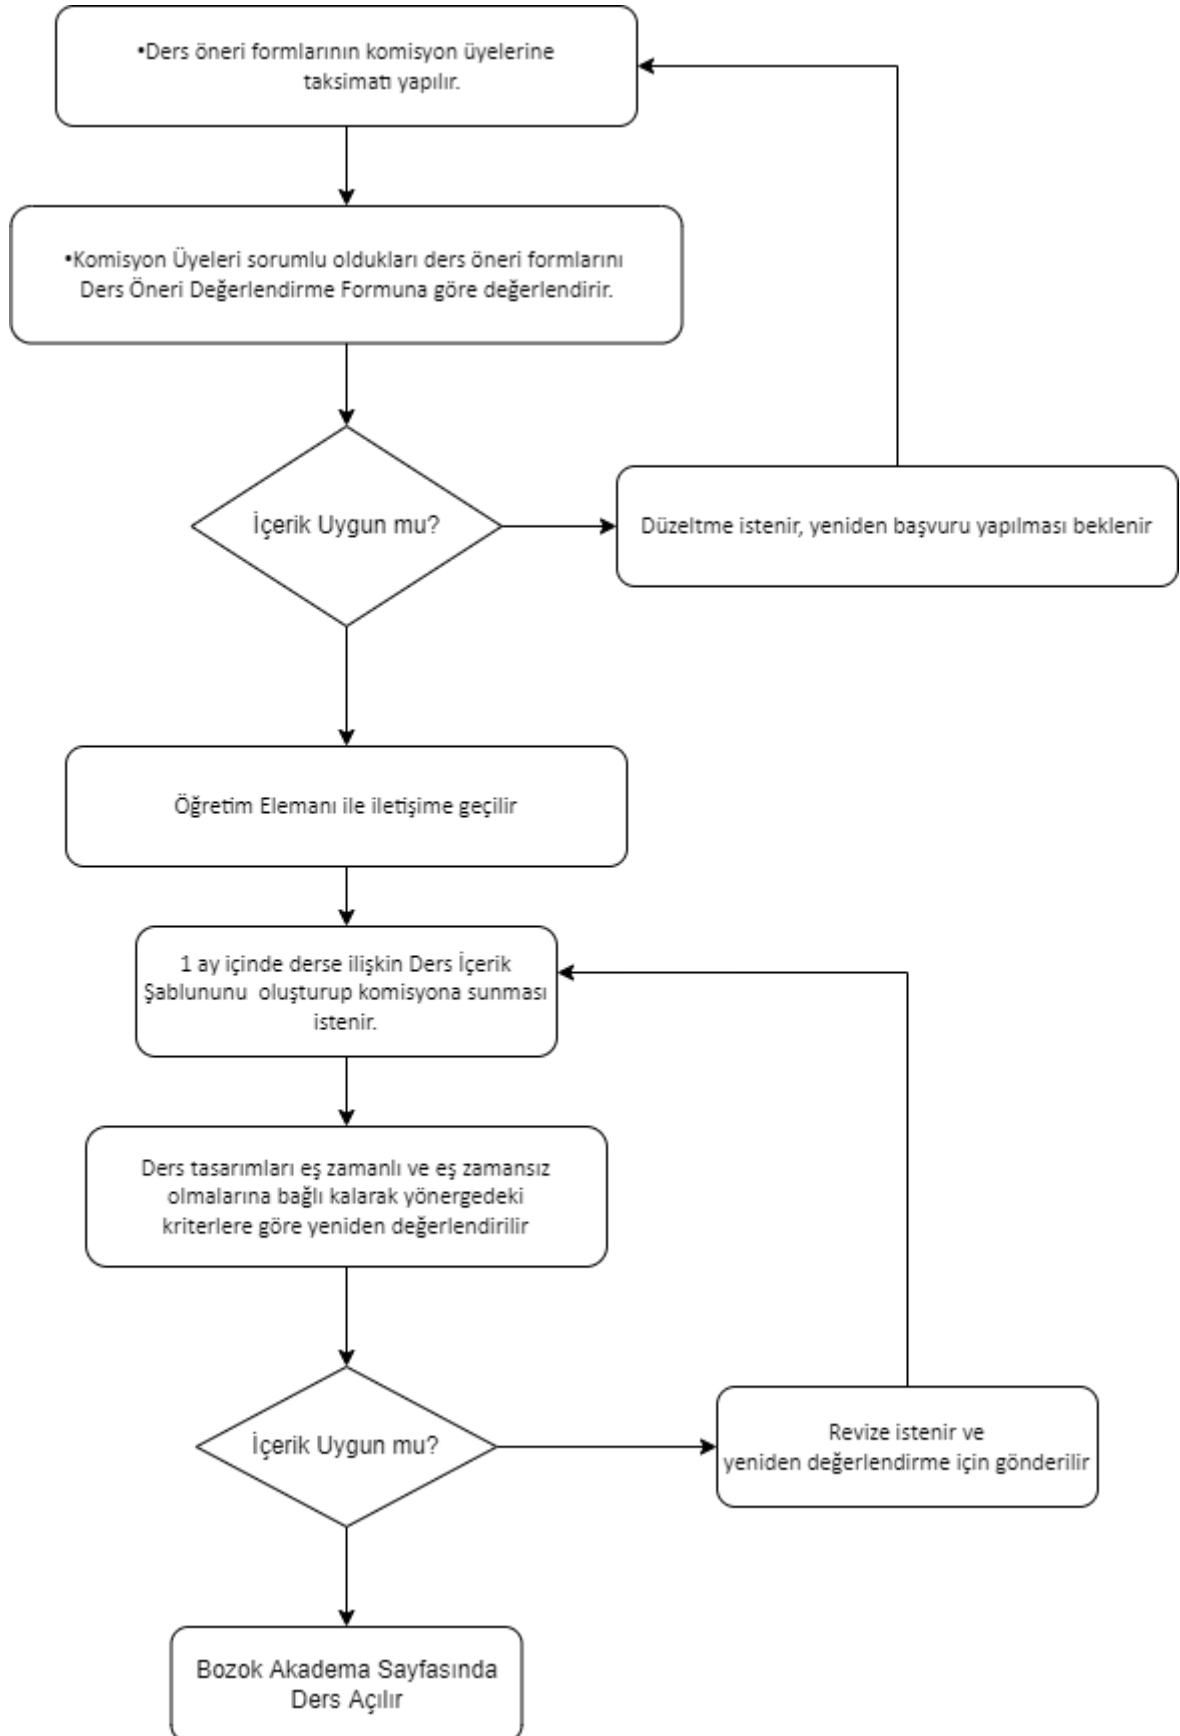 •Ders öneri formlarının komisyon üyelerine
taksimatı yapılır.
•Komisyon Üyeleri sorumlu oldukları ders öneri formlarını
Ders Öneri Değerlendirme Formuna göre değerlendirir.
İçerik Uygun mu?
Düzeltme istenir, yeniden başvuru yapılması beklenir
Öğretim Elemanı ile iletişime geçilir
1 ay içinde derse ilişkin Ders İçerik
Şablununu oluşturup komisyona sunması
istenir.
Ders tasarımları eş zamanlı ve eş zamansız
olmalarına bağlı kalarak yönergedeki
kriterlere göre yeniden değerlendirilir
İçerik Uygun mu?
Revize istenir ve
yeniden değerlendirme için gönderilir
Bozok Akadema Sayfasında
Ders Açılır